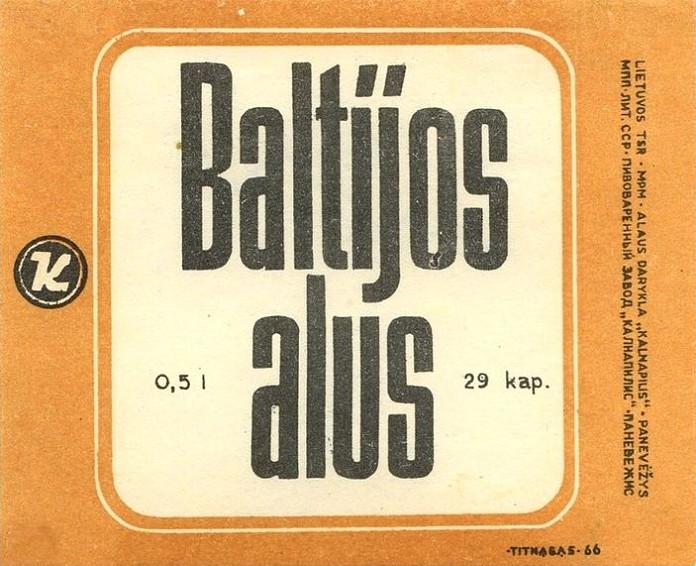 Baltijos
alus
0,5 l
29 kap.
K
LIETUVOS TSR · MPM · ALAUS DARYKLA „KALNAPILIS“ · PANEVĖŽYS
МПП·ЛИТ. ССР·ПИВОВАРЕННЫЙ ЗАВОД „КАЛНАПИЛИС“·ПАНЕВЕЖИС
-TITNAGAS-66